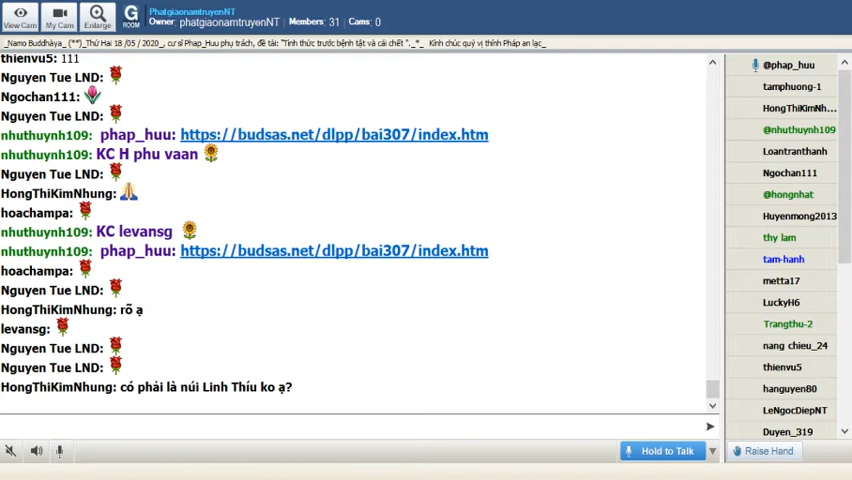 View Cam
My Cam
Enlarge
G
ROOM
PhatgiaonamtruyenNT
Owner: phatgiaonamtruyenNT Members: 31 Cams: 0
_Namo Buddhàya_ (**)_Thứ Hai 18 /05 / 2020_, cư sĩ Phap_Huu phụ trách, đề tài: "Tỉnh thức trước bệnh tật và cái chết "._*_ Kính chúc quý vị thính Pháp an lạc_
thienvu5: 111
Nguyen Tue LND:
Ngochan111:
Nguyen Tue LND:
nhuthuynh109: phap_huu: https://budsas.net/dlpp/bai307/index.htm
nhuthuynh109: KC H phu vaan
Nguyen Tue LND:
HongThiKimNhung:
hoachampa:
nhuthuynh109: KC levansg
nhuthuynh109: phap_huu: https://budsas.net/dlpp/bai307/index.htm
hoachampa:
Nguyen Tue LND:
HongThiKimNhung: rõ ạ
levansg:
Nguyen Tue LND:
Nguyen Tue LND:
HongThiKimNhung: có phải là núi Linh Thíu ko ạ?
Hold to Talk
@phap_huu
tamphuong-1
HongThiKimNh...
@nhuthuynh109
Loantranthanh
Ngochan111
@hongnhat
Huyenmong2013
thy lam
tam-hanh
metta17
LuckyH6
Trangthu-2
nang chieu_24
thienvu5
hanguyen80
LeNgocDiepNT
Duyen_319
Raise Hand